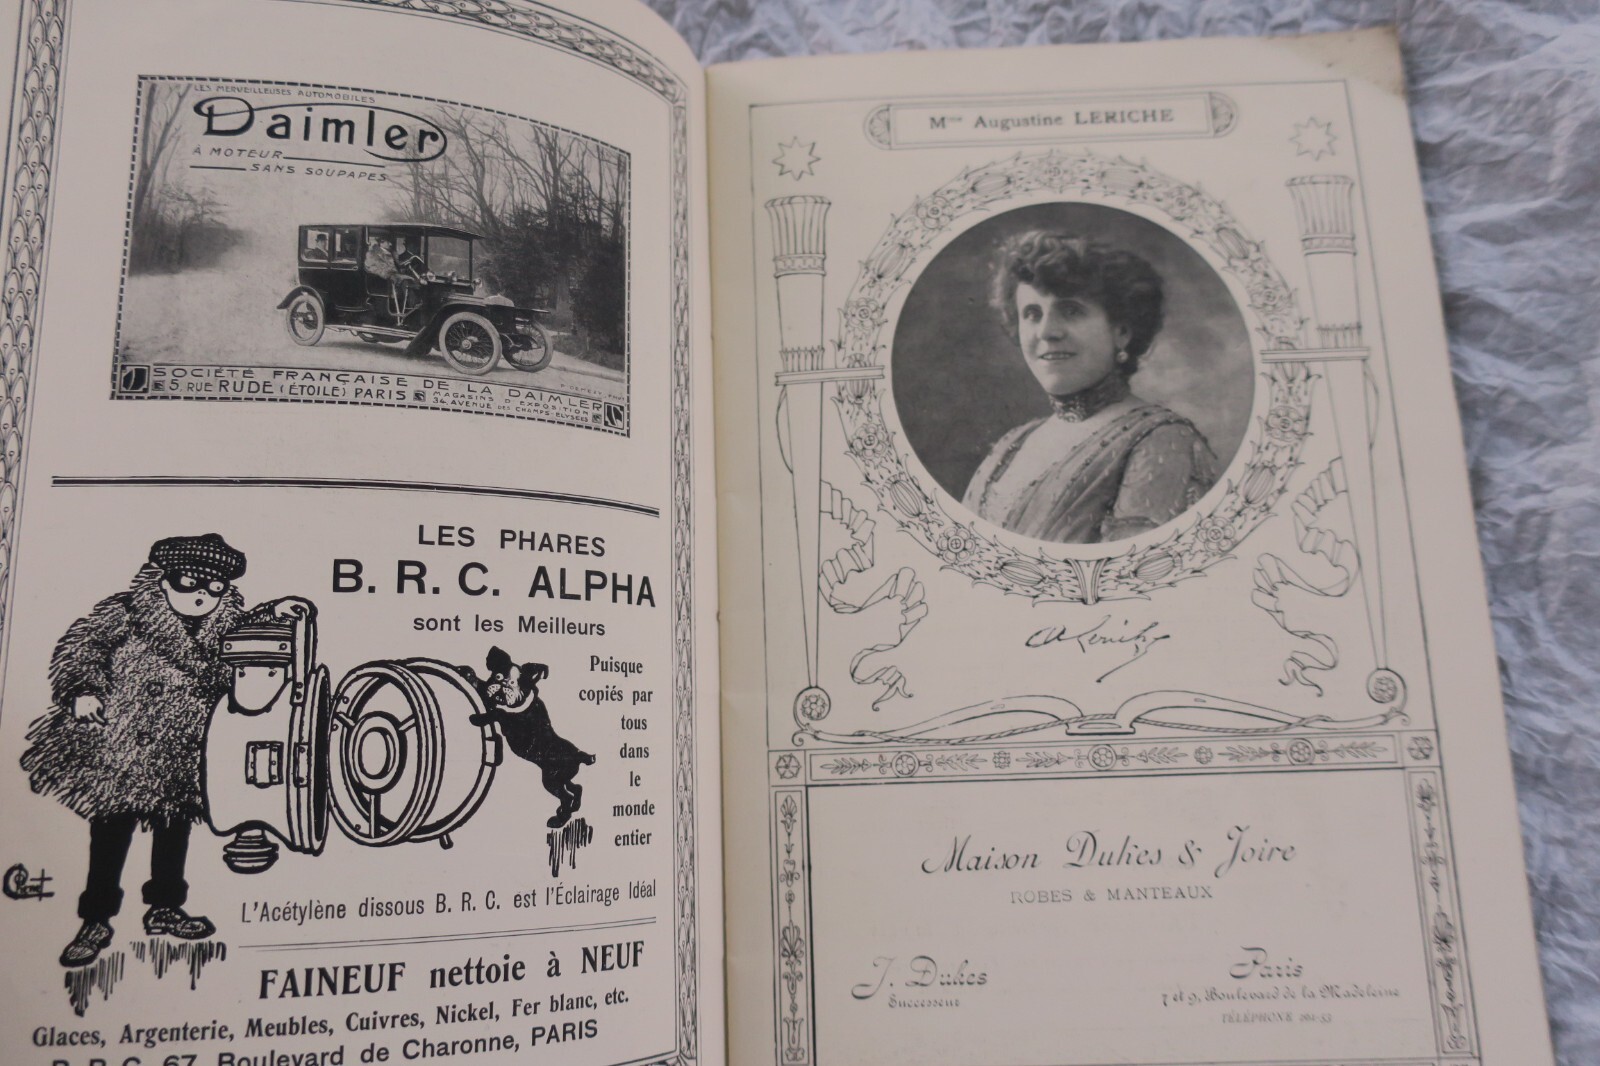 LES MERVEILLEUSES AUTOMOBILES
Daimler
À MOTEUR
SANS SOUPAPES
SOCIÉTÉ FRANÇAISE DE LA DAIMLER
5, RUE RUDE (ÉTOILE) PARIS
MAGASINS D'EXPOSITION
34, AVENUE DES CHAMPS-ELYSÉES
LES PHARES
B. R. C. ALPHA
sont les Meilleurs
Puisque
copiés par
tous
dans
le
monde
entier
L'Acétylène dissous B. R. C. est l'Éclairage Idéal
FAINEUF nettoie à NEUF
Glaces, Argenterie, Meubles, Cuivres, Nickel, Fer blanc, etc.
B. R. C. 67, Boulevard de Charonne, PARIS
Mme Augustine LERICHE
A Leriche
Maison Dukes & Joire
ROBES & MANTEAUX
J. Dukes
Successeur
Paris
7 et 9, Boulevard de la Madeleine
TÉLÉPHONE